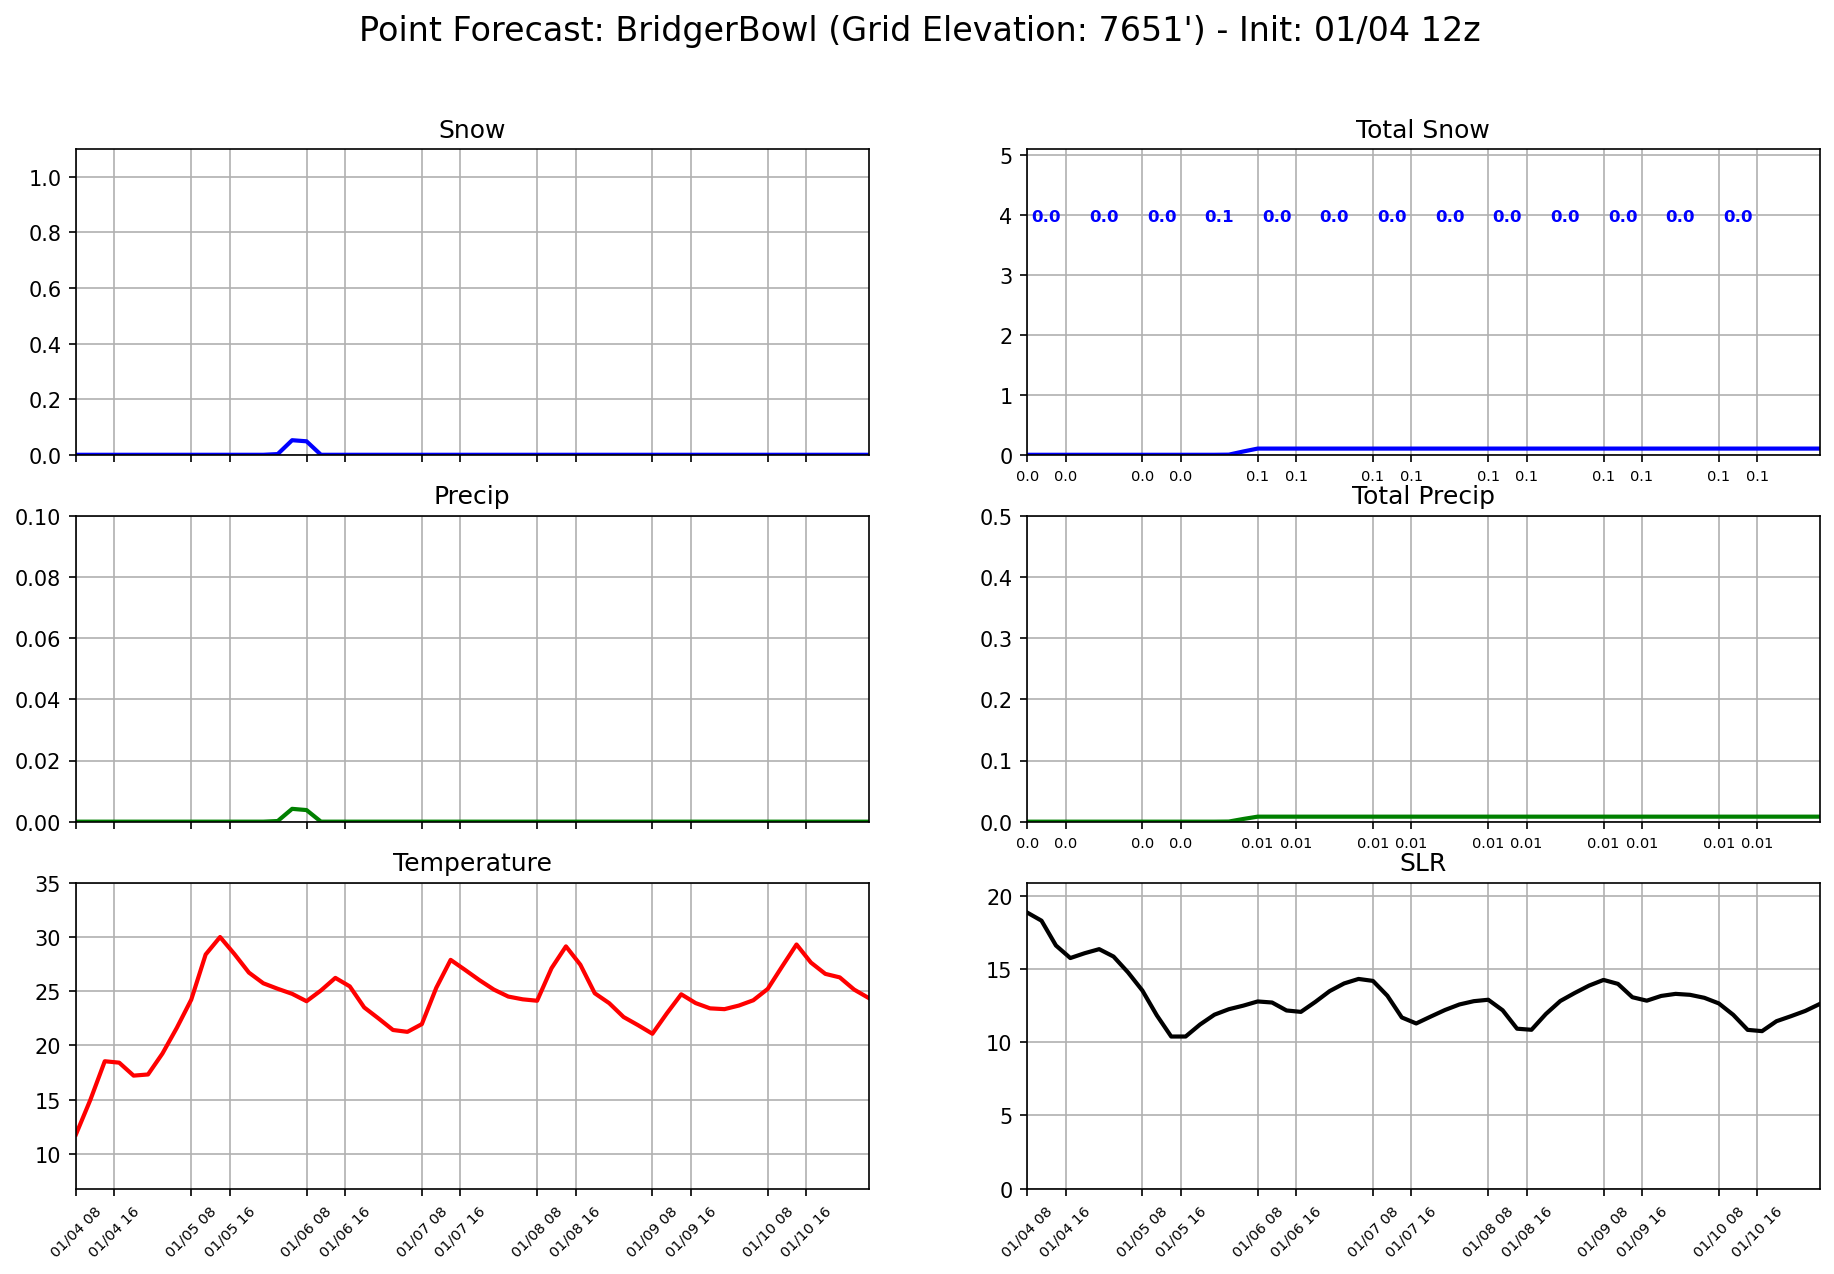 Point Forecast: BridgerBowl (Grid Elevation: 7651') - Init: 01/04 12z
Snow
1.0
0.8
0.6
0.4
0.2
0.0
Total Snow
5
4
3
2
1
0
0.0 0.0 0.0 0.1 0.0 0.0 0.0 0.0 0.0 0.0 0.0 0.0 0.0
0.0 0.0 0.0 0.0 0.1 0.1 0.1 0.1 0.1 0.1 0.1 0.1 0.1 0.1
Precip
0.10
0.08
0.06
0.04
0.02
0.00
Total Precip
0.5
0.4
0.3
0.2
0.1
0.0
0.0 0.0 0.0 0.0 0.01 0.01 0.01 0.01 0.01 0.01 0.01 0.01 0.01 0.01
Temperature
35
30
25
20
15
10
01/04 08 01/04 16 01/05 08 01/05 16 01/06 08 01/06 16 01/07 08 01/07 16 01/08 08 01/08 16 01/09 08 01/09 16 01/10 08 01/10 16
SLR
20
15
10
5
0
01/04 08 01/04 16 01/05 08 01/05 16 01/06 08 01/06 16 01/07 08 01/07 16 01/08 08 01/08 16 01/09 08 01/09 16 01/10 08 01/10 16